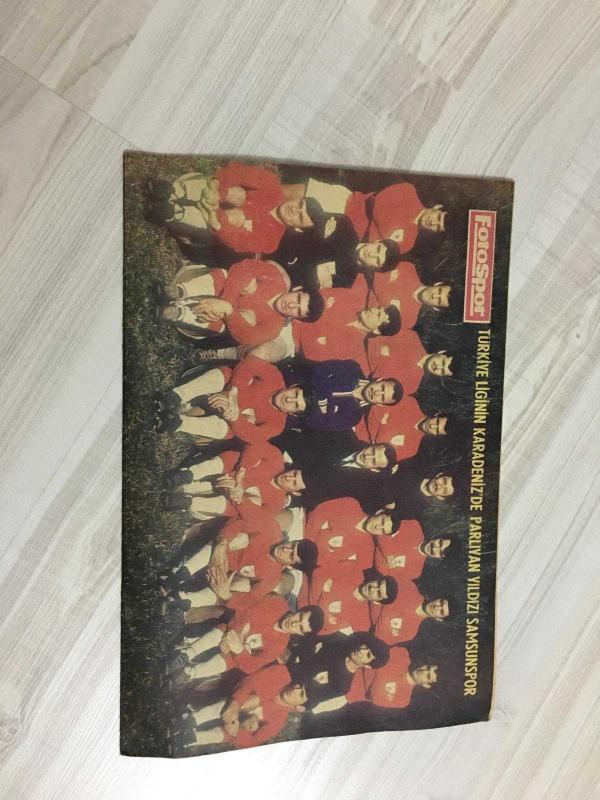 FotoSpor
TÜRKİYE LİGİNİN KARADENİZ'DE PARLIYAN YILDIZI SAMSUNSPOR